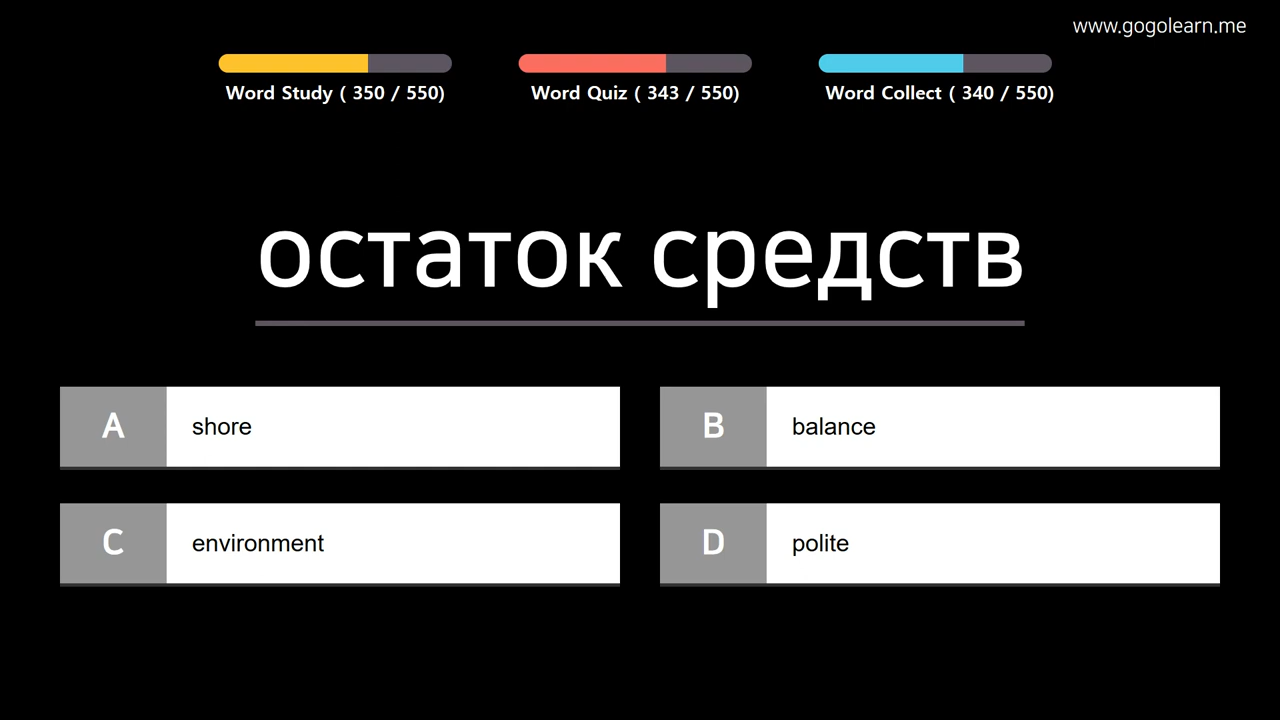 www.gogolearn.me
Word Study ( 350 / 550)
Word Quiz ( 343 / 550)
Word Collect ( 340 / 550)
остаток средств
A shore
B balance
C environment
D polite